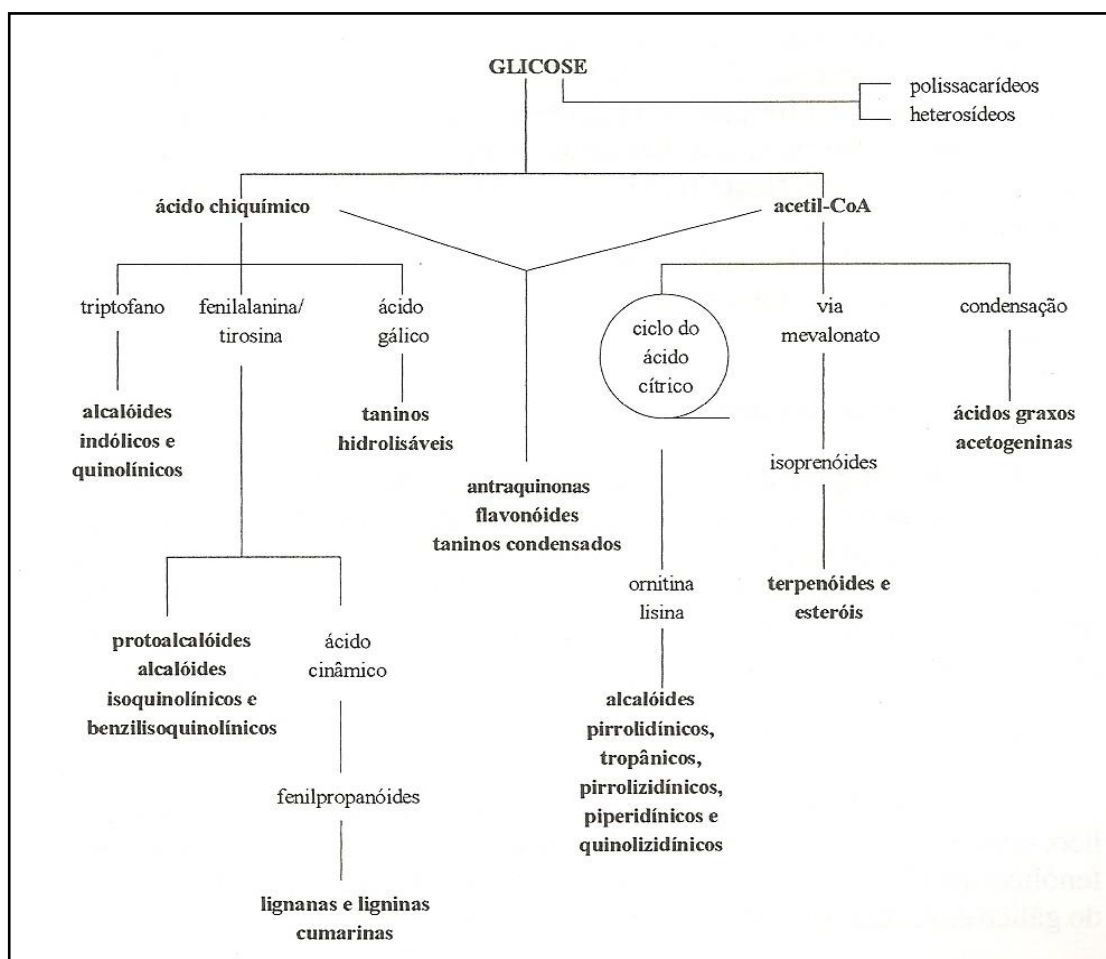 GLICOSE
polissacarídeos
heterosídeos
ácido chiquímico
acetil-CoA
triptofano
fenilalanina/
tirosina
ácido
gálico
ciclo do
ácido
cítrico
via
mevalonato
condensação
alcalóides
indólicos e
quinolínicos
taninos
hidrolisáveis
antraquinonas
flavonóides
taninos condensados
isoprenóides
ácidos graxos
acetogeninas
ornitina
lisina
terpenóides e
esteróis
protoalcalóides
alcalóides
isoquinolínicos e
benzilisoquinolínicos
ácido
cinâmico
alcalóides
pirrolidínicos,
tropânicos,
pirrolizidínicos,
piperidínicos e
quinolizidínicos
fenilpropanóides
lignanas e ligninas
cumarinas